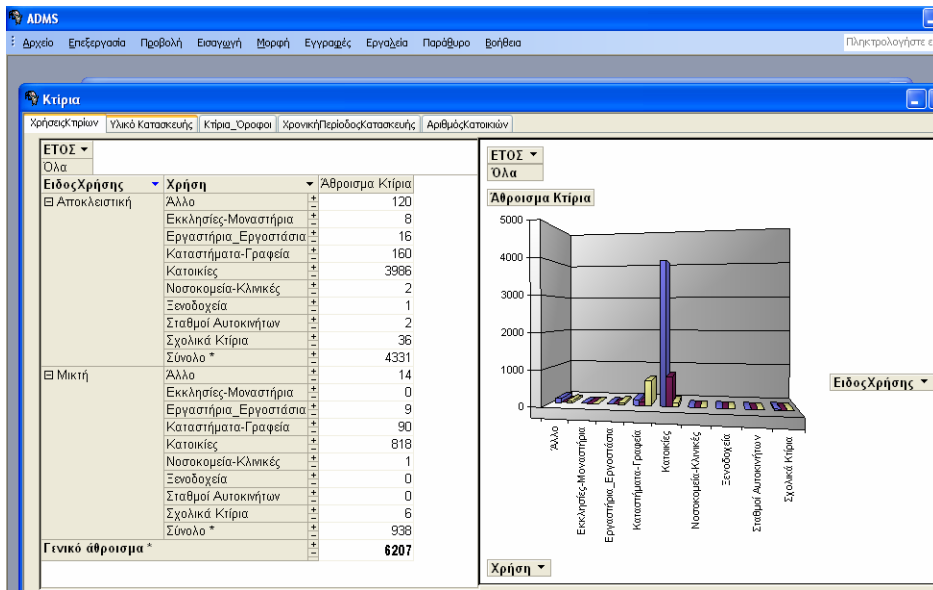 ADMS
Αρχείο Επεξεργασία Προβολή Εισαγωγή Μορφή Εγγραφές Εργαλεία Παράθυρο Βοήθεια
Πληκτρολογήστε ε
Κτίρια
ΧρήσειςΚτηρίων Υλικό Κατασκευής Κτίρια_Όροφοι ΧρονικήΠερίοδοςΚατασκευής ΑριθμόςΚατοικιών
ΕΤΟΣ
Όλα
ΕιδοςΧρήσης Χρήση Άθροισμα Κτίρια
Αποκλειστική Άλλο 120
Εκκλησίες-Μοναστήρια 8
Εργαστήρια_Εργοστάσια 16
Καταστήματα-Γραφεία 160
Κατοικίες 3986
Νοσοκομεία-Κλινικές 2
Ξενοδοχεία 1
Σταθμοί Αυτοκινήτων 2
Σχολικά Κτίρια 36
Σύνολο * 4331
Μικτή Άλλο 14
Εκκλησίες-Μοναστήρια 0
Εργαστήρια_Εργοστάσια 9
Καταστήματα-Γραφεία 90
Κατοικίες 818
Νοσοκομεία-Κλινικές 1
Ξενοδοχεία 0
Σταθμοί Αυτοκινήτων 0
Σχολικά Κτίρια 6
Σύνολο * 938
Γενικό άθροισμα * 6207
ΕΤΟΣ
Όλα
Άθροισμα Κτίρια
5000
4000
3000
2000
1000
0
Άλλο
Εκκλησίες-Μοναστήρια
Εργαστήρια_Εργοστάσια
Καταστήματα-Γραφεία
Κατοικίες
Νοσοκομεία-Κλινικές
Ξενοδοχεία
Σταθμοί Αυτοκινήτων
Σχολικά Κτίρια
ΕιδοςΧρήσης
Χρήση